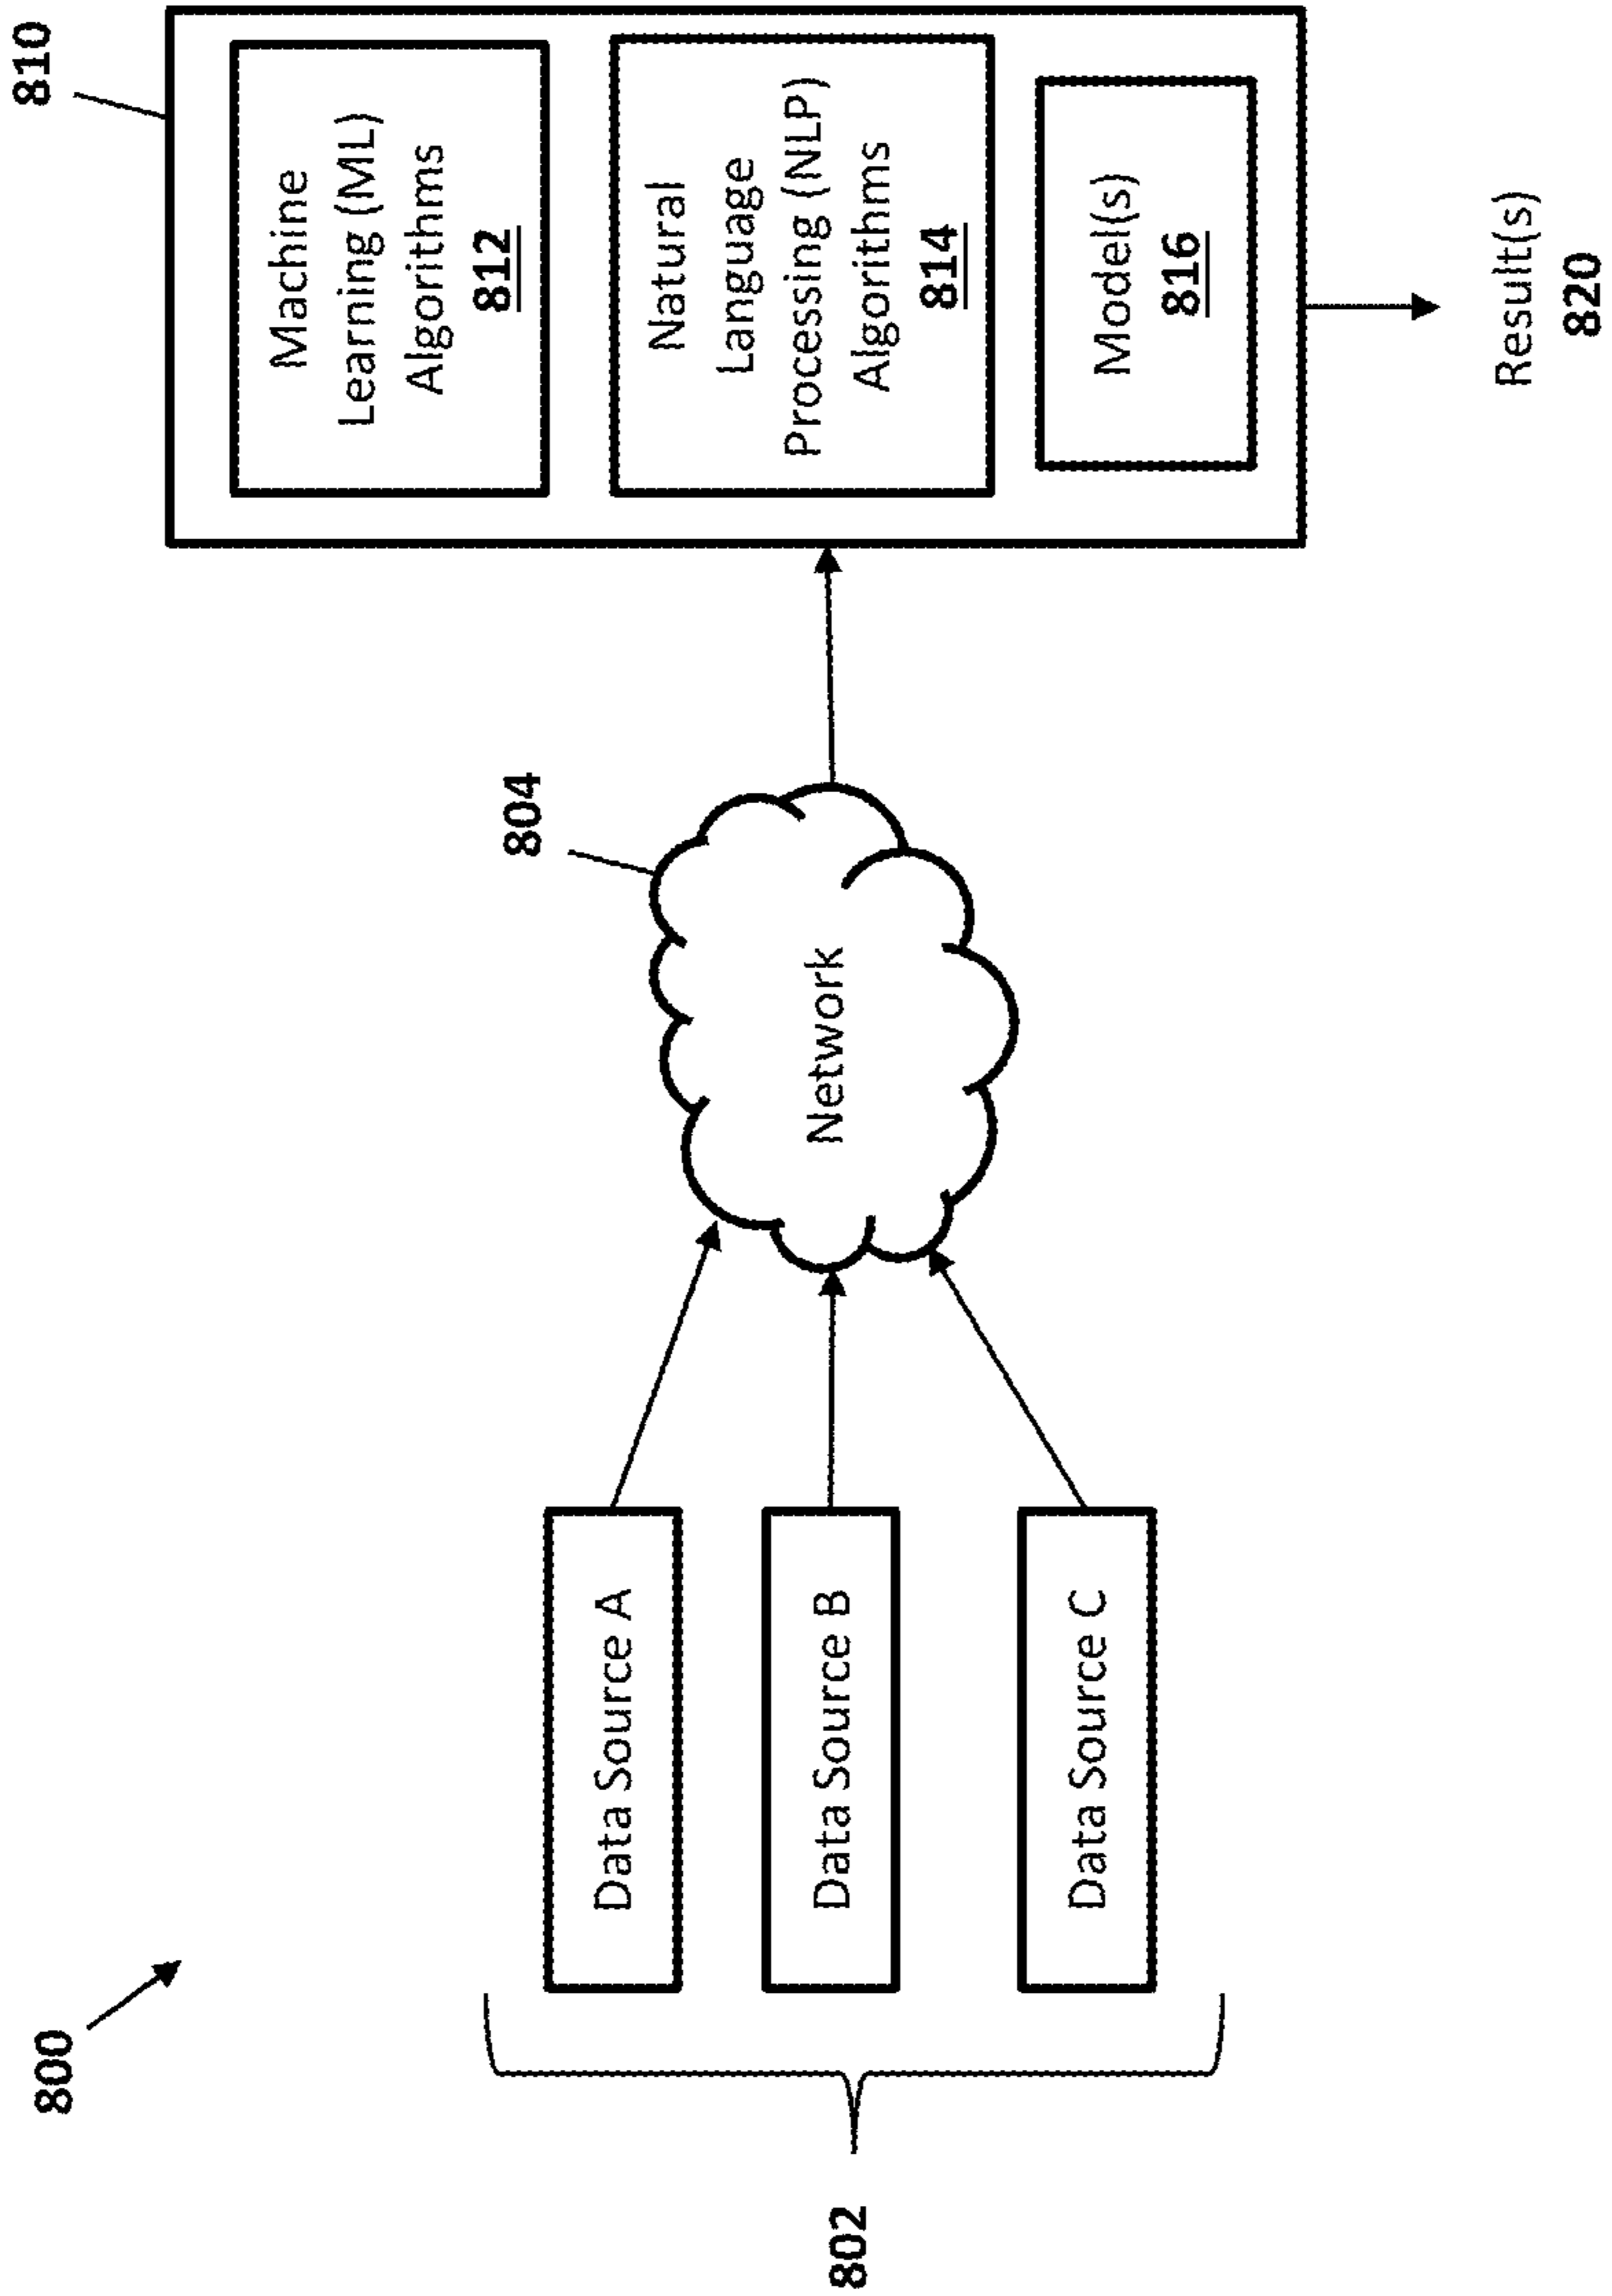 800
802
Data Source A
Data Source B
Data Source C
804
Network
810
Machine
Learning (ML)
Algorithms
812
Natural
Language
Processing (NLP)
Algorithms
814
Model(s)
816
Result(s)
820